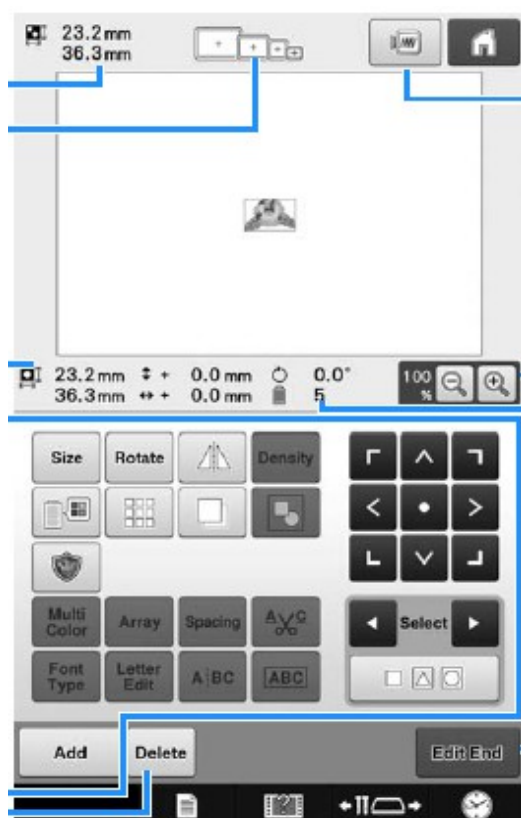 23.2 mm
36.3 mm
23.2 mm + 0.0 mm 0.0° 100
36.3 mm + 0.0 mm 5 %
Size Rotate Density
Multi Color Array Spacing A C Select
Font Type Letter Edit A BC ABC
Add Delete Edit End